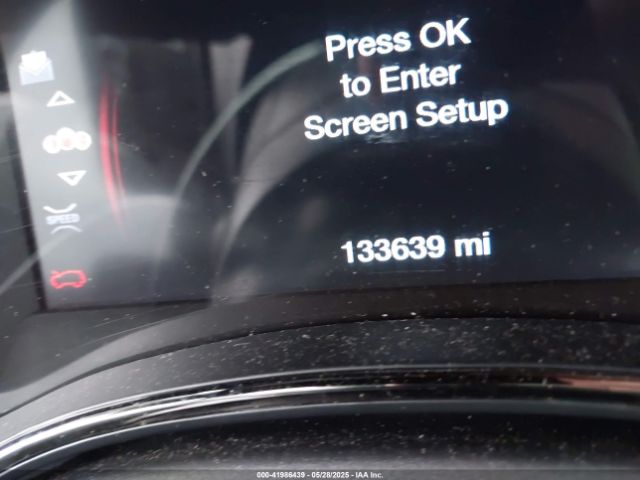 Press OK
to Enter
Screen Setup
SPEED
133639 mi
000-41986439 - 05/28/2025 - IAA Inc.